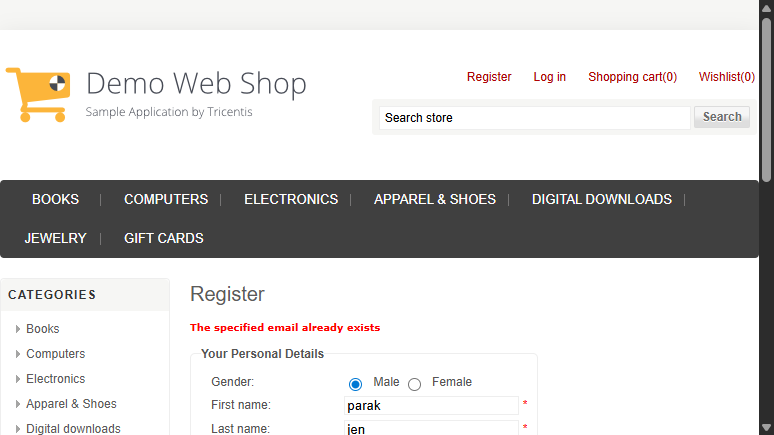 Demo Web Shop
Sample Application by Tricentis
Register Log in Shopping cart(0) Wishlist(0)
Search store Search
BOOKS COMPUTERS ELECTRONICS APPAREL & SHOES DIGITAL DOWNLOADS
JEWELRY GIFT CARDS
CATEGORIES
Books
Computers
Electronics
Apparel & Shoes
Digital downloads
Register
The specified email already exists
Your Personal Details
Gender: Male Female
First name: parak *
Last name: jen *